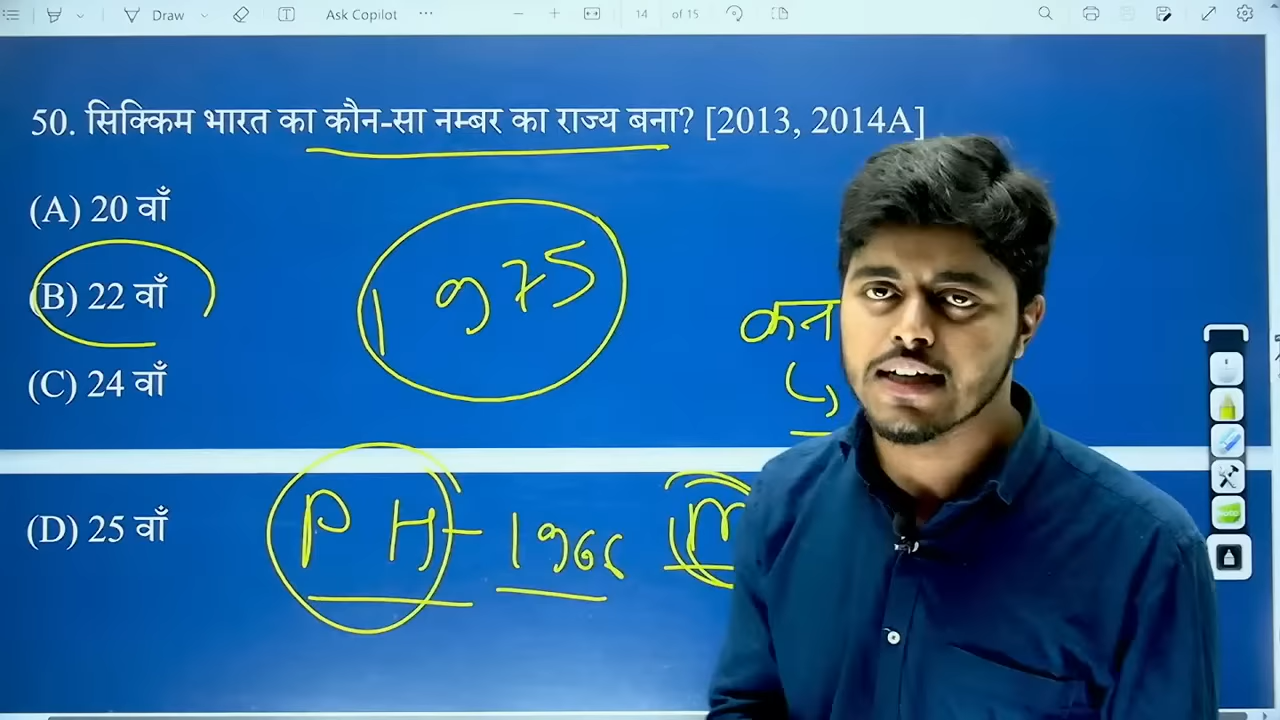 Draw
Ask Copilot
14 of 15
50. सिक्किम भारत का कौन-सा नम्बर का राज्य बना? [2013, 2014A]
(A) 20 वाँ
(B) 22 वाँ
(C) 24 वाँ
1975
कन
(D) 25 वाँ
P H - 1966